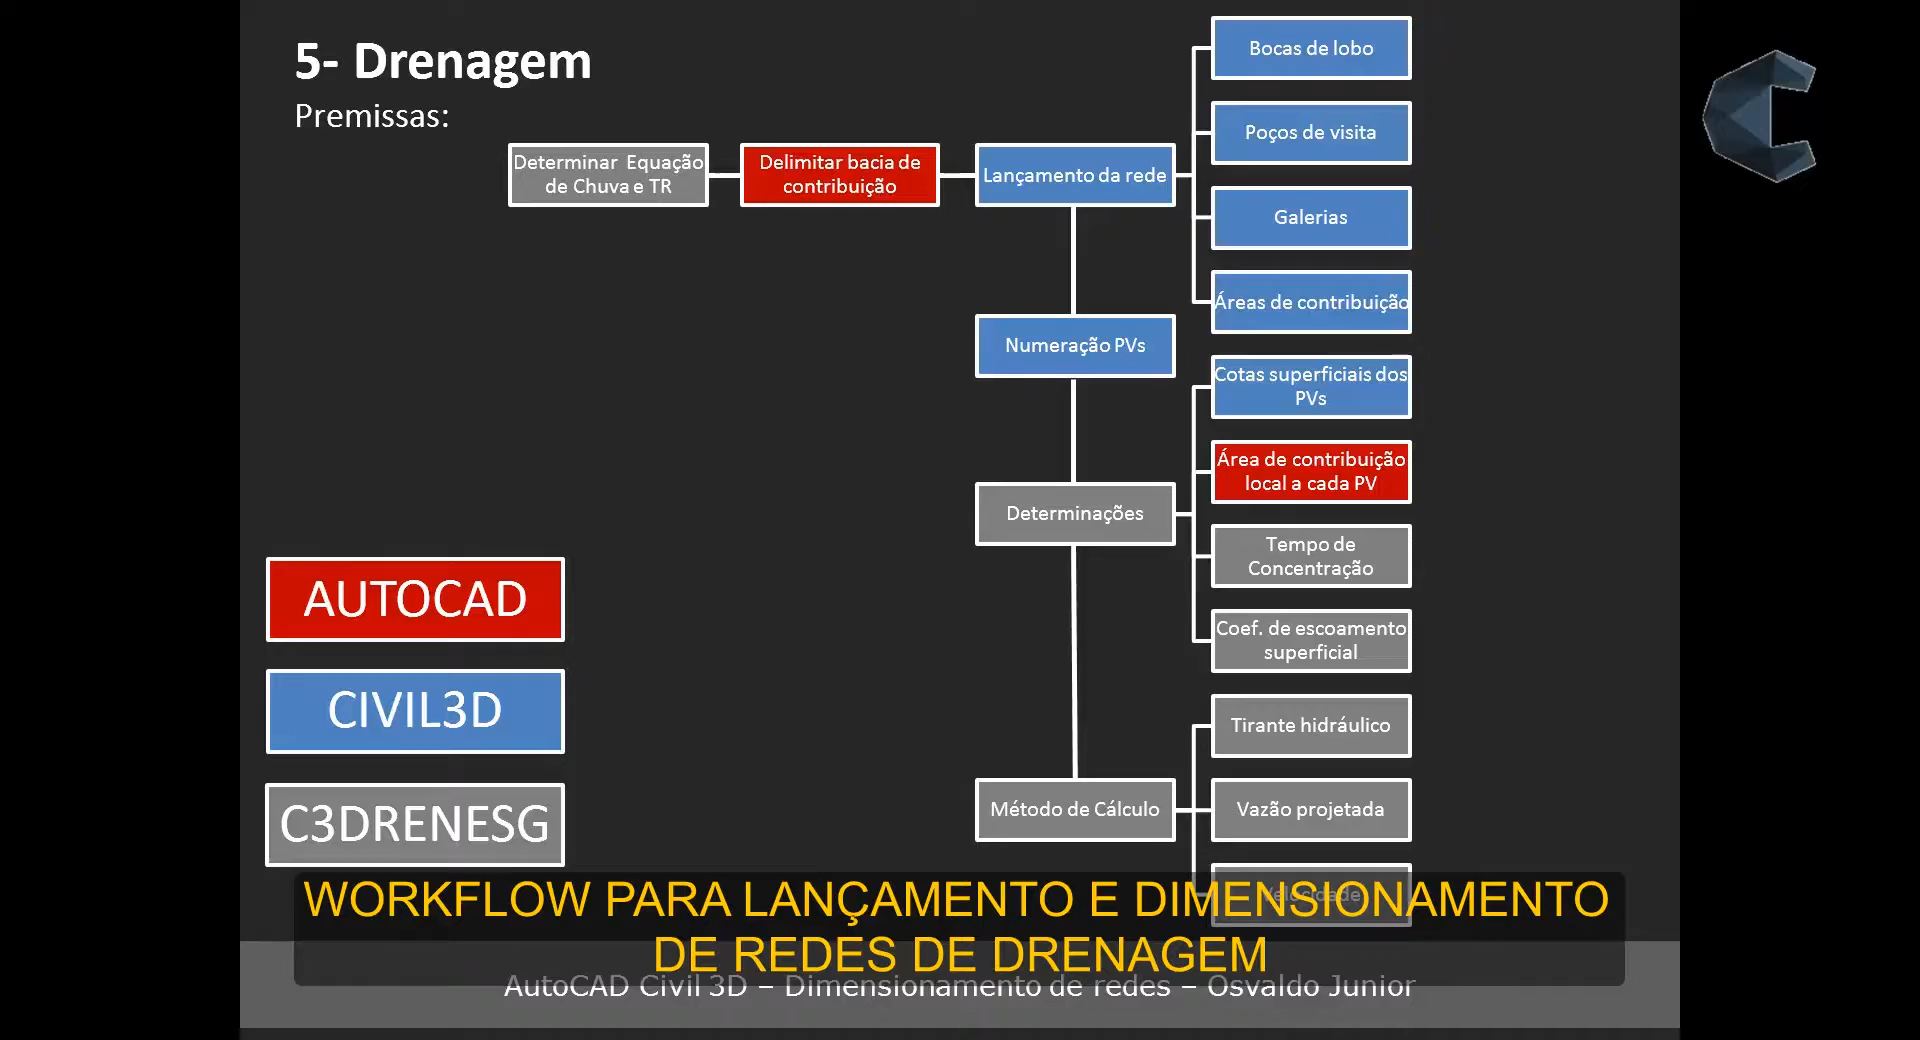 5- Drenagem
Premissas:
Determinar Equação
de Chuva e TR
Delimitar bacia de
contribuição
Lançamento da rede
Bocas de lobo
Poços de visita
Galerias
Áreas de contribuição
Numeração PVs
Cotas superficiais dos
PVs
Área de contribuição
local a cada PV
Determinações
Tempo de
Concentração
Coef. de escoamento
superficial
Tirante hidráulico
Método de Cálculo
Vazão projetada
Velocidade
AUTOCAD
CIVIL3D
C3DRENESG
WORKFLOW PARA LANÇAMENTO E DIMENSIONAMENTO
DE REDES DE DRENAGEM
AutoCAD Civil 3D – Dimensionamento de redes – Osvaldo Junior